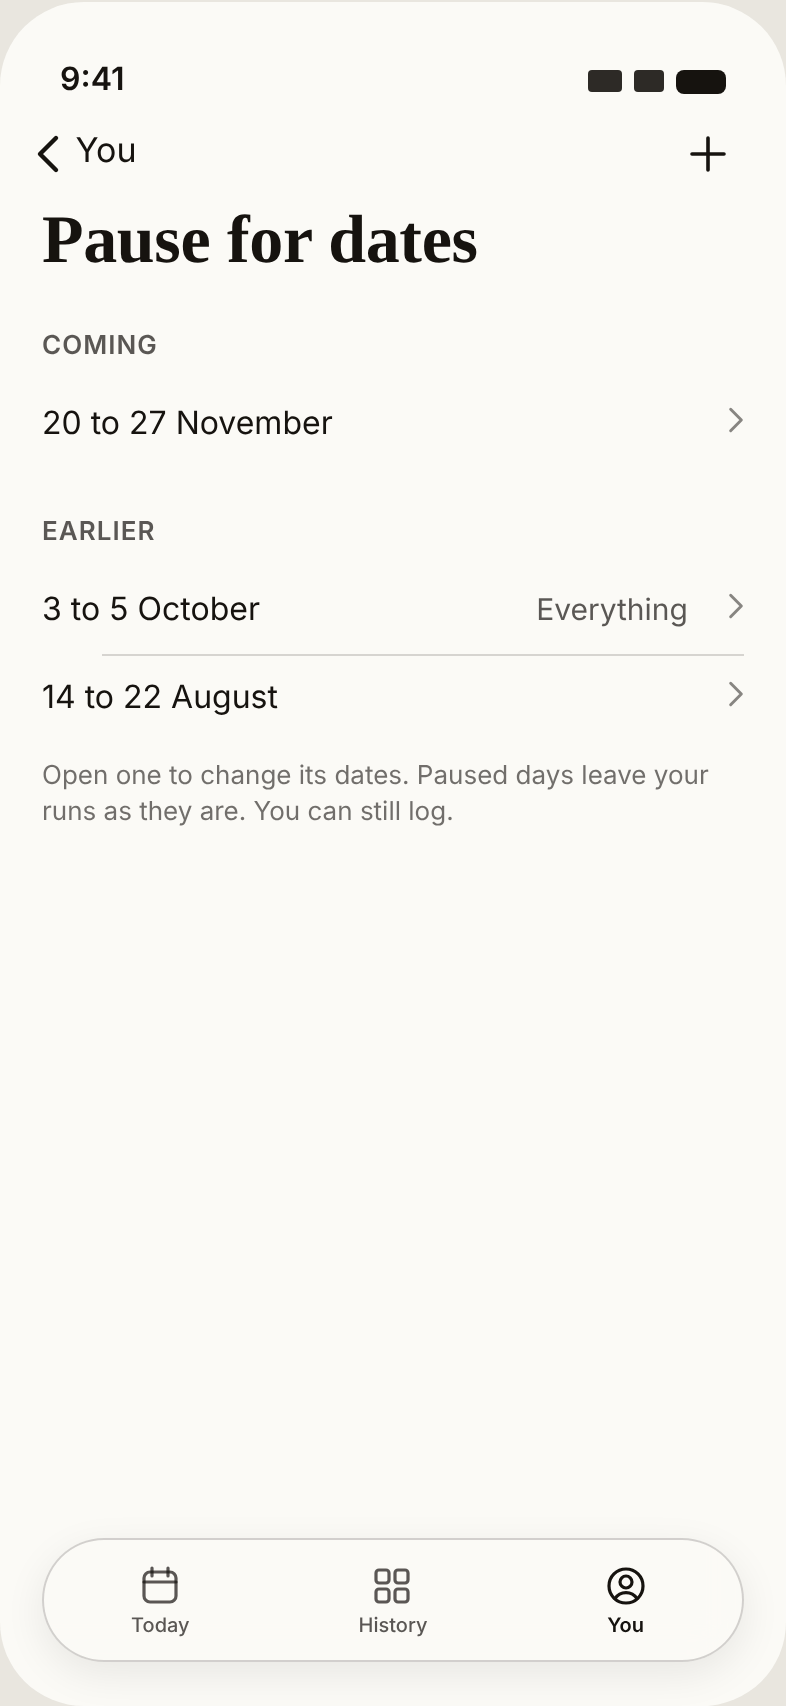 9:41
You
Pause for dates
COMING
20 to 27 November
EARLIER
3 to 5 October Everything
14 to 22 August
Open one to change its dates. Paused days leave your
runs as they are. You can still log.
Today History You